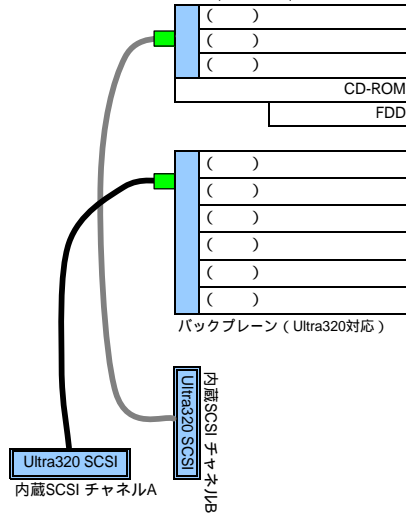 （　　）
（　　）
（　　）
CD-ROM
FDD
（　　）
（　　）
（　　）
（　　）
（　　）
（　　）
バックプレーン（Ultra320対応）
Ultra320 SCSI
内蔵SCSI チャネルB
Ultra320 SCSI
内蔵SCSI チャネルA